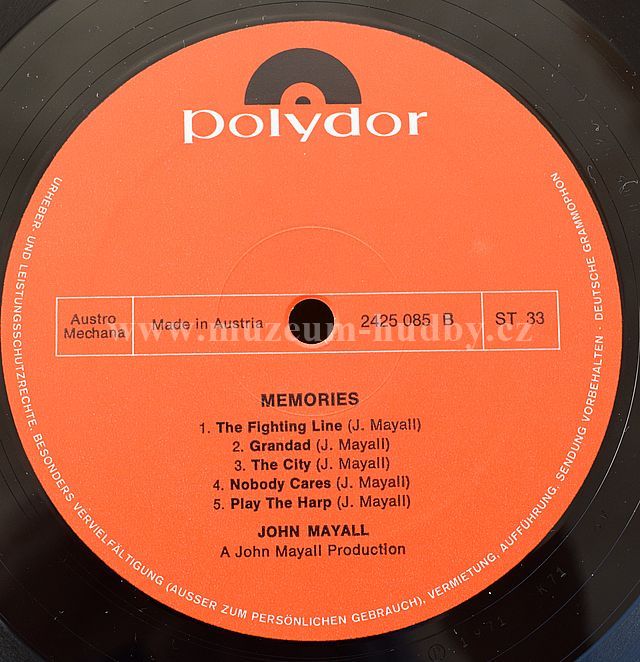 polydor
Austro
Mechana
Made in Austria
2425 085 B
ST 33
www.muzeum-hudby.cz
MEMORIES
1. The Fighting Line (J. Mayall)
2. Grandad (J. Mayall)
3. The City (J. Mayall)
4. Nobody Cares (J. Mayall)
5. Play The Harp (J. Mayall)
JOHN MAYALL
A John Mayall Production
URHEBER- UND LEISTUNGSSCHUTZRECHTE. BESONDERS VERVIELFÄLTIGUNG (AUSSER ZUM PERSÖNLICHEN GEBRAUCH), VERMIETUNG, AUFFÜHRUNG, SENDUNG VORBEHALTEN · DEUTSCHE GRAMMOPHON
Ⓟ 1971 K71